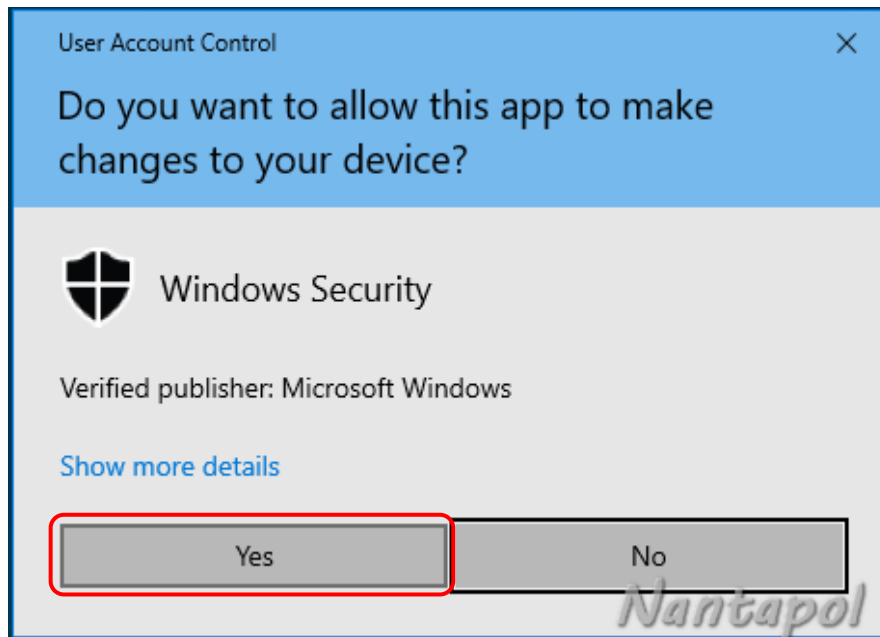 User Account Control
Do you want to allow this app to make
changes to your device?
Windows Security
Verified publisher: Microsoft Windows
Show more details
Yes
No
Nantapol